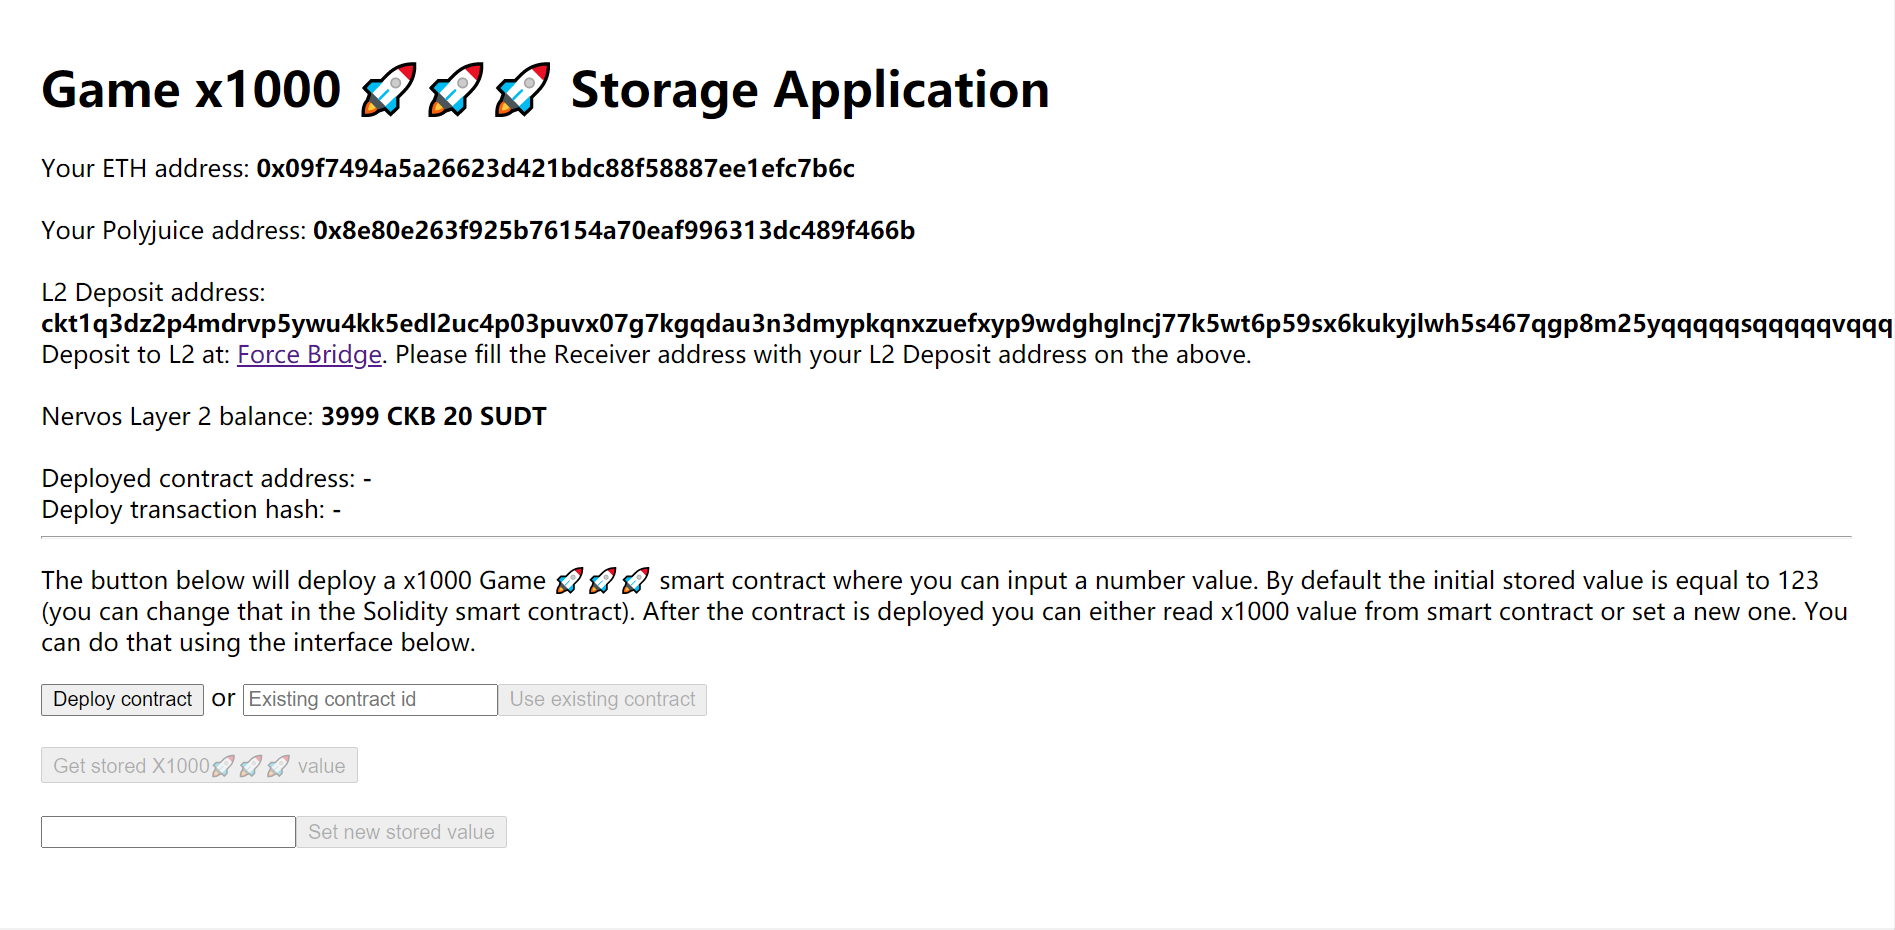 Game x1000 🚀🚀🚀 Storage Application
Your ETH address: 0x09f7494a5a26623d421bdc88f58887ee1efc7b6c
Your Polyjuice address: 0x8e80e263f925b76154a70eaf996313dc489f466b
L2 Deposit address:
ckt1q3dz2p4mdrvp5ywu4kk5edl2uc4p03puvx07g7kgqdau3n3dmypkqnxzuefxyp9wdghglncj77k5wt6p59sx6kukyjlwh5s467qgp8m25yqqqqqsqqqqqvqqq
Deposit to L2 at: Force Bridge. Please fill the Receiver address with your L2 Deposit address on the above.
Nervos Layer 2 balance: 3999 CKB 20 SUDT
Deployed contract address: -
Deploy transaction hash: -
The button below will deploy a x1000 Game 🚀🚀🚀 smart contract where you can input a number value. By default the initial stored value is equal to 123
(you can change that in the Solidity smart contract). After the contract is deployed you can either read x1000 value from smart contract or set a new one. You
can do that using the interface below.
Deploy contract or Existing contract id Use existing contract
Get stored X1000🚀🚀🚀 value
Set new stored value